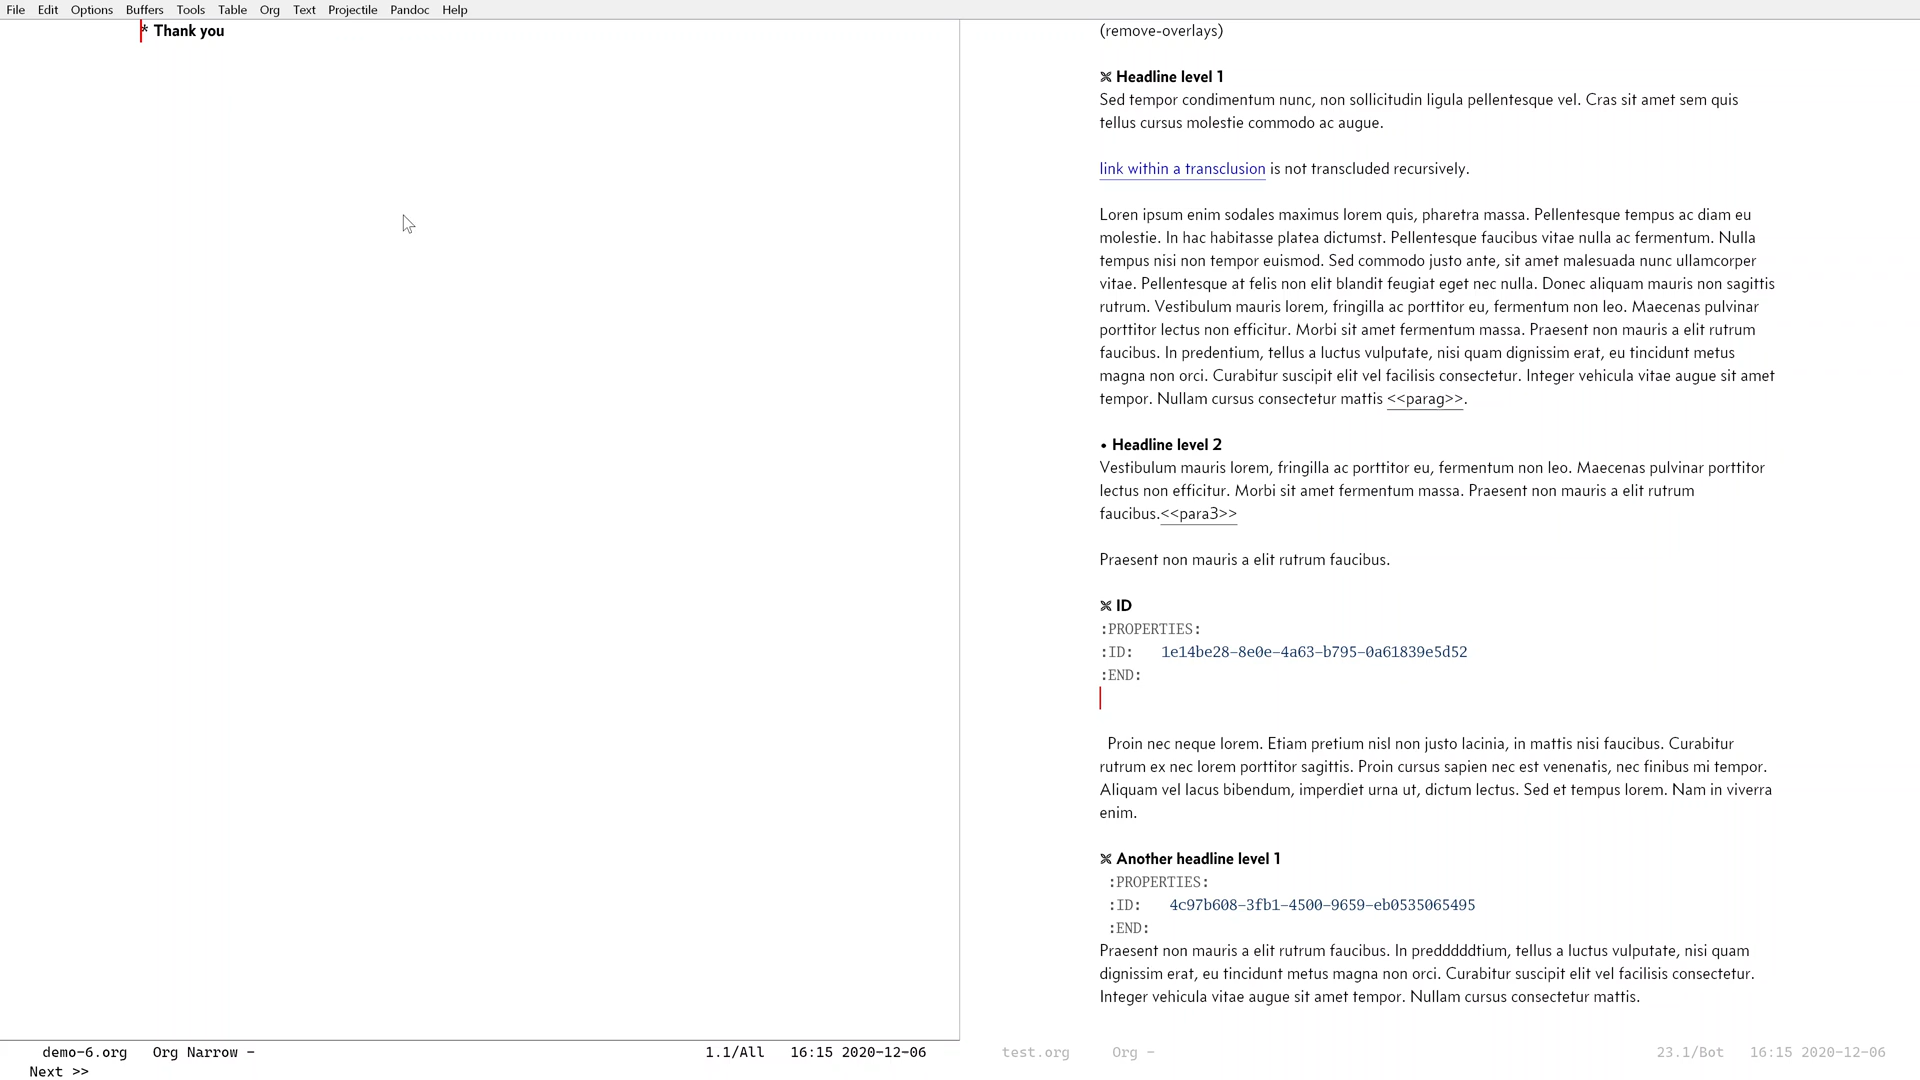 File Edit Options Buffers Tools Table Org Text Projectile Pandoc Help
* Thank you
(remove-overlays)
⌘ Headline level 1
Sed tempor condimentum nunc, non sollicitudin ligula pellentesque vel. Cras sit amet sem quis
tellus cursus molestie commodo ac augue.
link within a transclusion is not transcluded recursively.
Loren ipsum enim sodales maximus lorem quis, pharetra massa. Pellentesque tempus ac diam eu
molestie. In hac habitasse platea dictumst. Pellentesque faucibus vitae nulla ac fermentum. Nulla
tempus nisi non tempor euismod. Sed commodo justo ante, sit amet malesuada nunc ullamcorper
vitae. Pellentesque at felis non elit blandit feugiat eget nec nulla. Donec aliquam mauris non sagittis
rutrum. Vestibulum mauris lorem, fringilla ac porttitor eu, fermentum non leo. Maecenas pulvinar
porttitor lectus non efficitur. Morbi sit amet fermentum massa. Praesent non mauris a elit rutrum
faucibus. In predentium, tellus a luctus vulputate, nisi quam dignissim erat, eu tincidunt metus
magna non orci. Curabitur suscipit elit vel facilisis consectetur. Integer vehicula vitae augue sit amet
tempor. Nullam cursus consectetur mattis <<parag>>.
• Headline level 2
Vestibulum mauris lorem, fringilla ac porttitor eu, fermentum non leo. Maecenas pulvinar porttitor
lectus non efficitur. Morbi sit amet fermentum massa. Praesent non mauris a elit rutrum
faucibus.<<para3>>
Praesent non mauris a elit rutrum faucibus.
⌘ ID
:PROPERTIES:
:ID: 1e14be28-8e0e-4a63-b795-0a61839e5d52
:END:
Proin nec neque lorem. Etiam pretium nisl non justo lacinia, in mattis nisi faucibus. Curabitur
rutrum ex nec lorem porttitor sagittis. Proin cursus sapien nec est venenatis, nec finibus mi tempor.
Aliquam vel lacus bibendum, imperdiet urna ut, dictum lectus. Sed et tempus lorem. Nam in viverra
enim.
⌘ Another headline level 1
:PROPERTIES:
:ID: 4c97b608-3fb1-4500-9659-eb0535065495
:END:
Praesent non mauris a elit rutrum faucibus. In predddddtium, tellus a luctus vulputate, nisi quam
dignissim erat, eu tincidunt metus magna non orci. Curabitur suscipit elit vel facilisis consectetur.
Integer vehicula vitae augue sit amet tempor. Nullam cursus consectetur mattis.
demo-6.org Org Narrow - 1.1/All 16:15 2020-12-06
test.org Org - 23.1/Bot 16:15 2020-12-06
Next >>